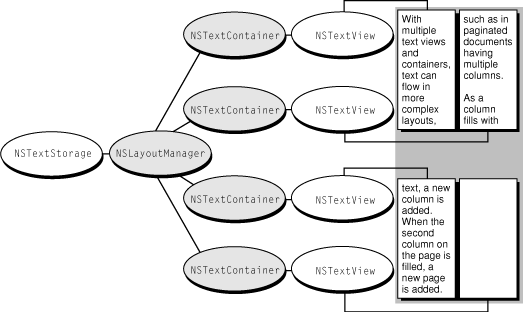 NSTextStorage
NSLayoutManager
NSTextContainer
NSTextView
NSTextContainer
NSTextView
NSTextContainer
NSTextView
NSTextContainer
NSTextView
With
multiple
text views
and
containers,
text can
flow in
more
complex
layouts,
such as in
paginated
documents
having
multiple
columns.
As a
column
fills with
text, a new
column is
added.
When the
second
column on
the page is
filled, a
new page
is added.